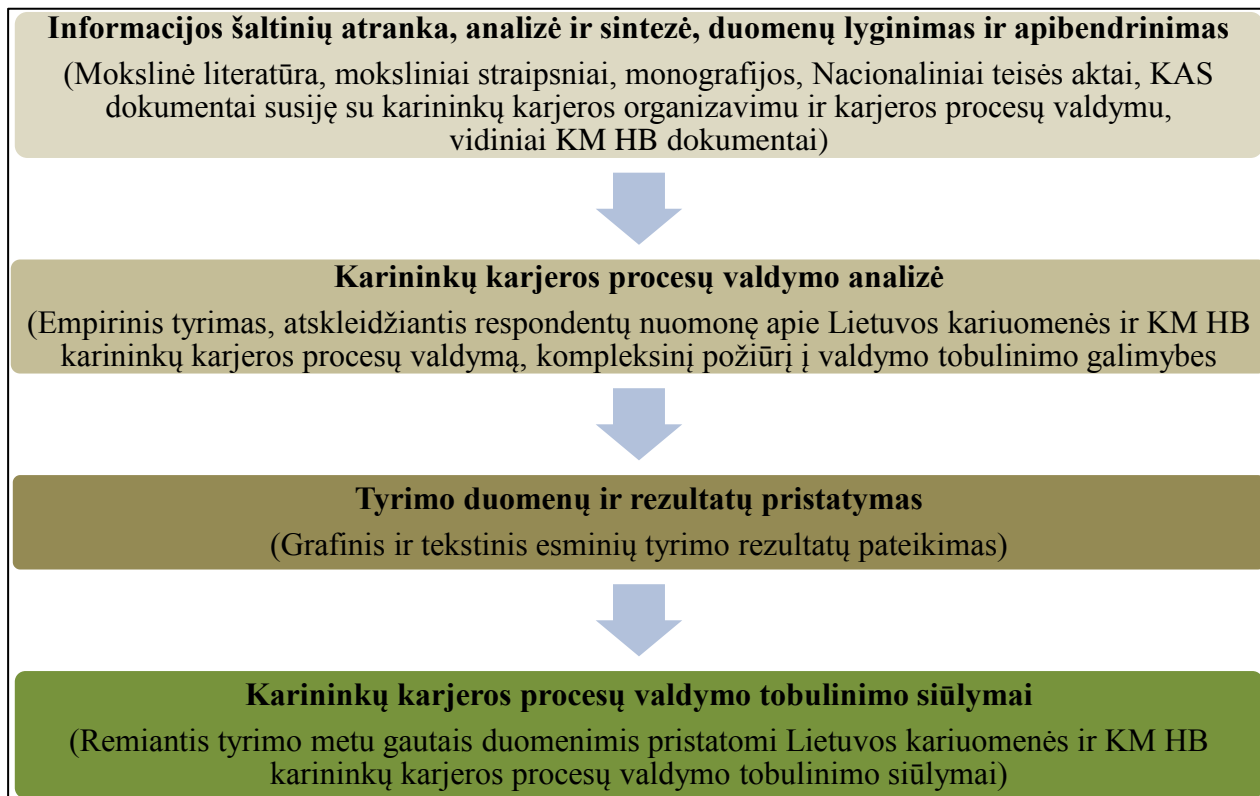 Informacijos šaltinių atranka, analizė ir sintezė, duomenų lyginimas ir apibendrinimas
(Mokslinė literatūra, moksliniai straipsniai, monografijos, Nacionaliniai teisės aktai, KAS
dokumentai susiję su karininkų karjeros organizavimu ir karjeros procesų valdymu,
vidiniai KM HB dokumentai)
Karininkų karjeros procesų valdymo analizė
(Empirinis tyrimas, atskleidžiantis respondentų nuomonę apie Lietuvos kariuomenės ir KM HB
karininkų karjeros procesų valdymą, kompleksinį požiūrį į valdymo tobulinimo galimybes
Tyrimo duomenų ir rezultatų pristatymas
(Grafinis ir tekstinis esminių tyrimo rezultatų pateikimas)
Karininkų karjeros procesų valdymo tobulinimo siūlymai
(Remiantis tyrimo metu gautais duomenimis pristatomi Lietuvos kariuomenės ir KM HB
karininkų karjeros procesų valdymo tobulinimo siūlymai)